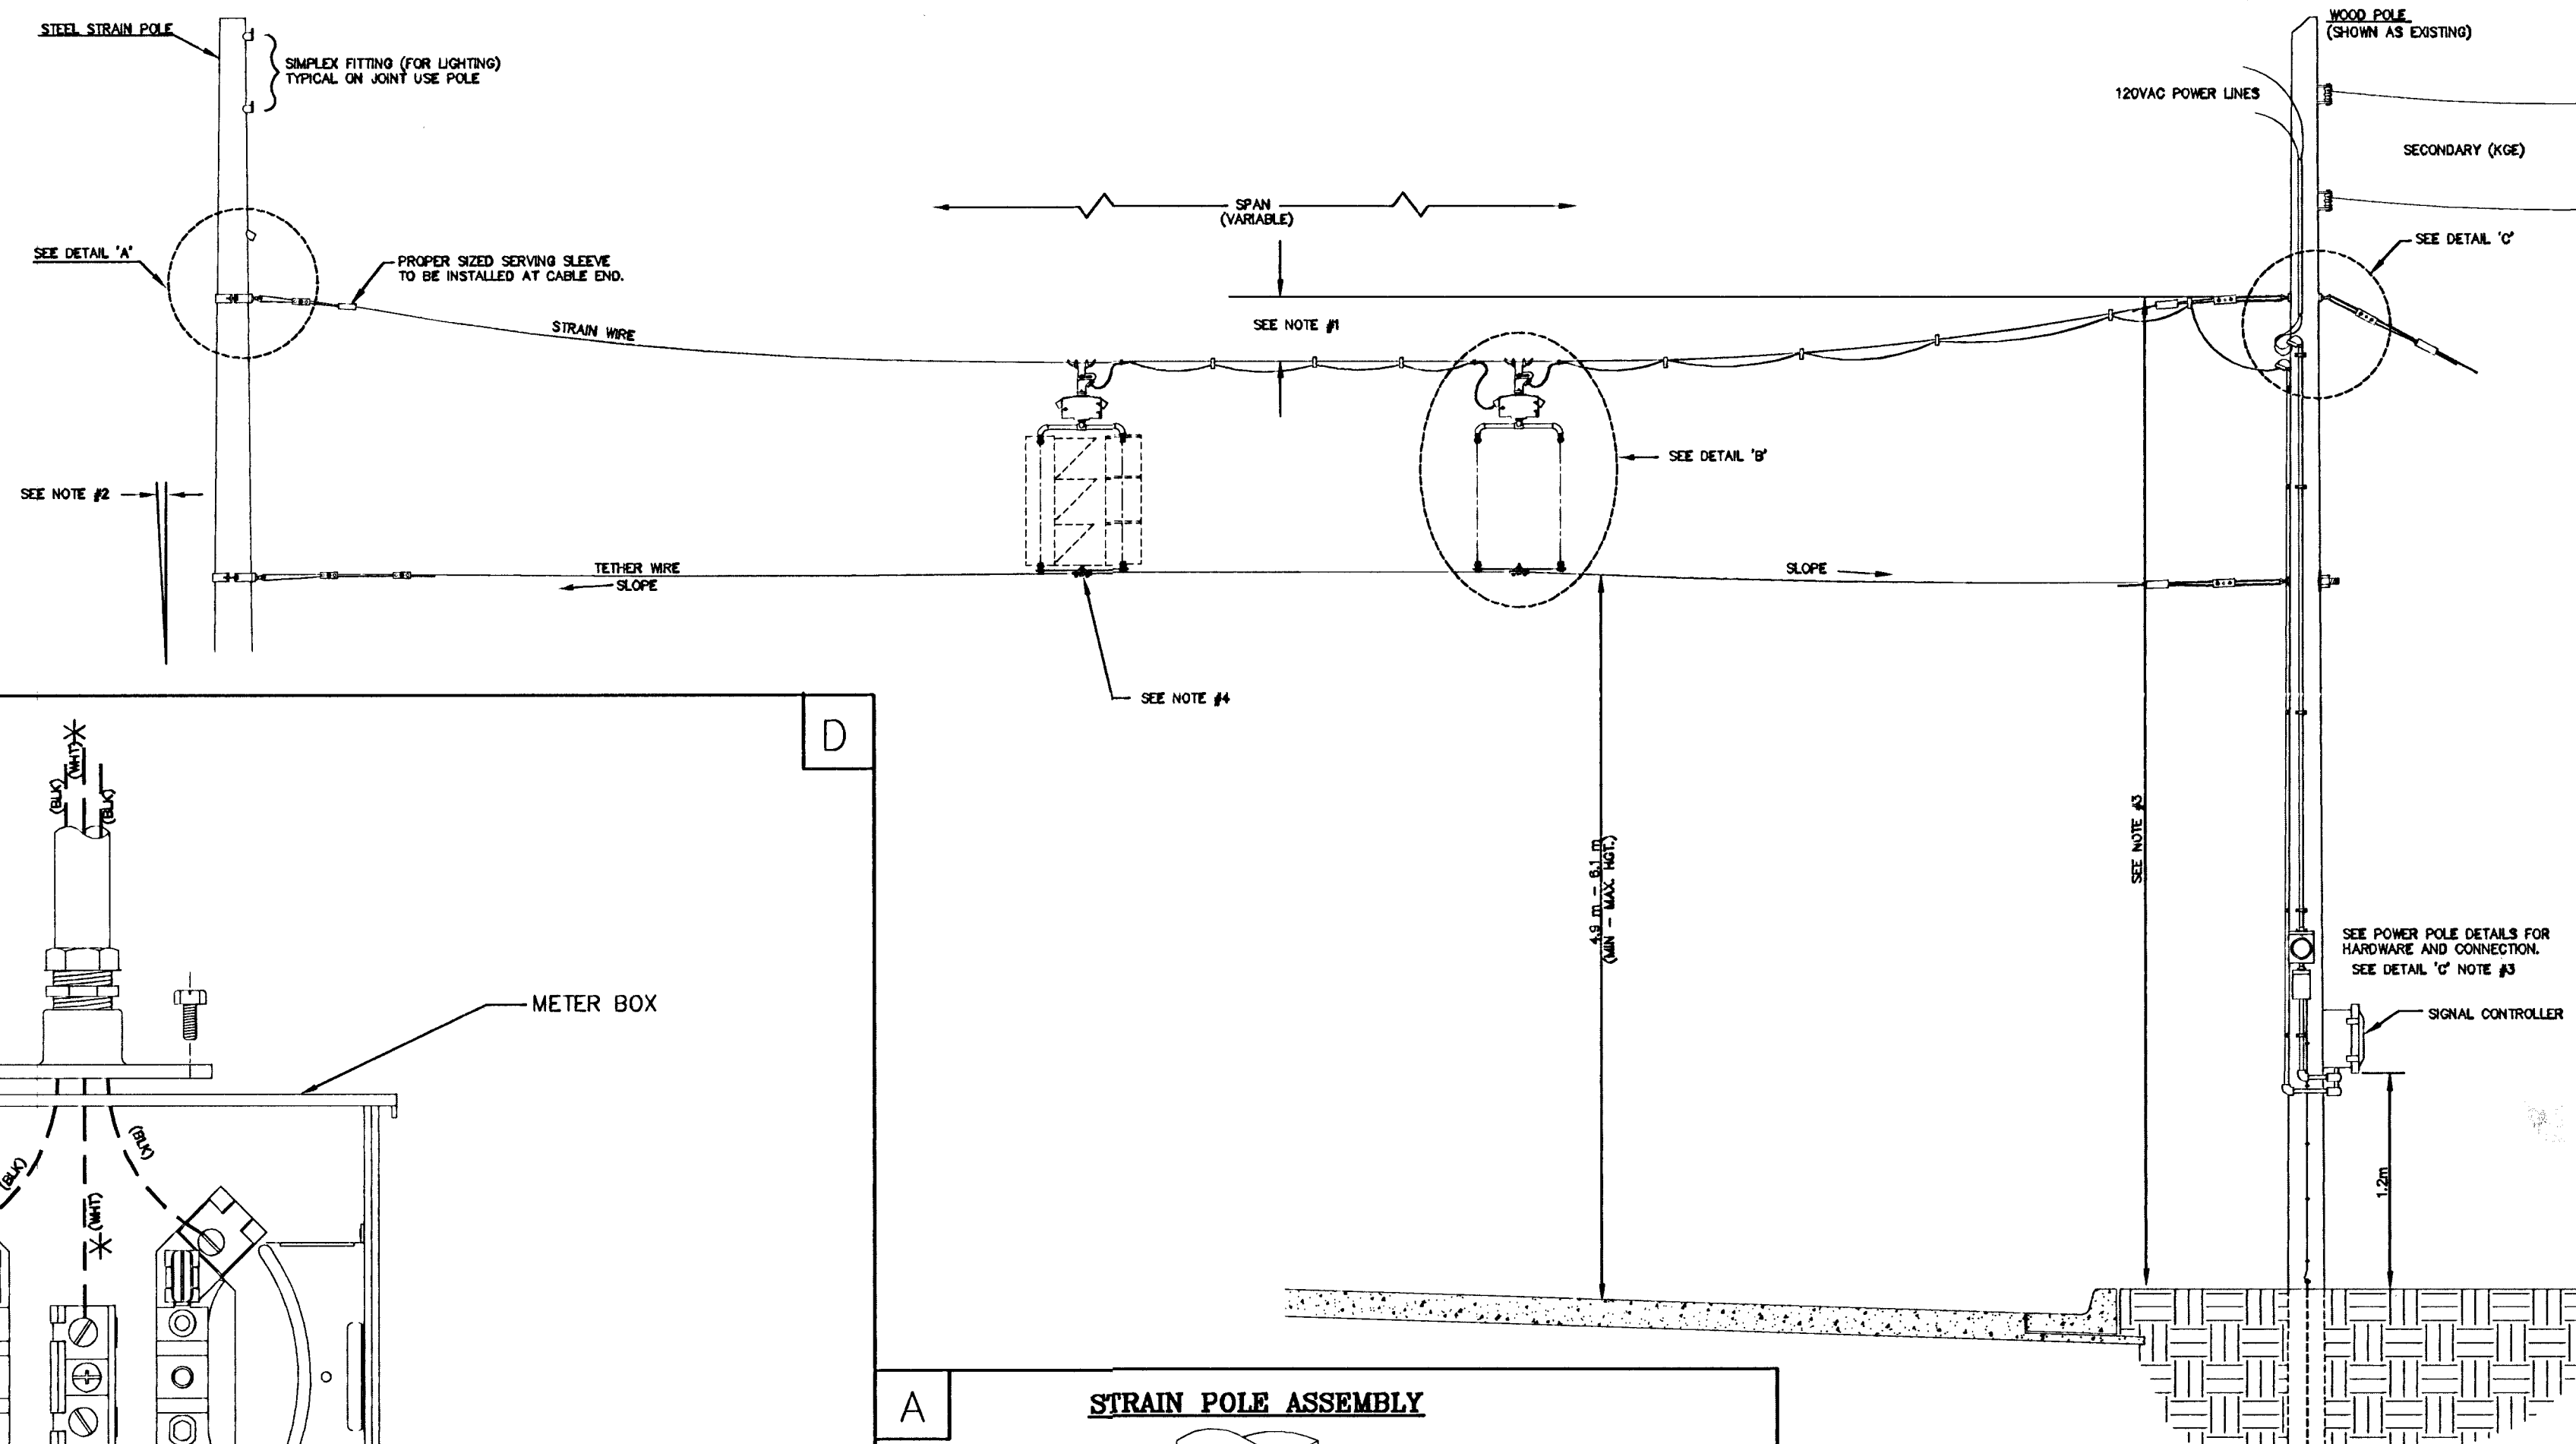 STEEL STRAIN POLE
SIMPLEX FITTING (FOR LIGHTING)
TYPICAL ON JOINT USE POLE
WOOD POLE
(SHOWN AS EXISTING)
120VAC POWER LINES
SECONDARY (KGE)
SPAN
(VARIABLE)
SEE DETAIL 'A'
PROPER SIZED SERVING SLEEVE
TO BE INSTALLED AT CABLE END.
SEE DETAIL 'C'
STRAIN WIRE
SEE NOTE #1
SEE DETAIL 'B'
SEE NOTE #2
TETHER WIRE
SLOPE
SLOPE
SEE NOTE #4
D
(BLK)
(WHT)
(BLK)
4.9 m - 6.1 m
(MIN - MAX. HGT.)
SEE NOTE #3
SEE POWER POLE DETAILS FOR
HARDWARE AND CONNECTION.
SEE DETAIL 'C' NOTE #3
METER BOX
SIGNAL CONTROLLER
(BLK)
(WHT)
(BLK)
1.2m
A
STRAIN POLE ASSEMBLY